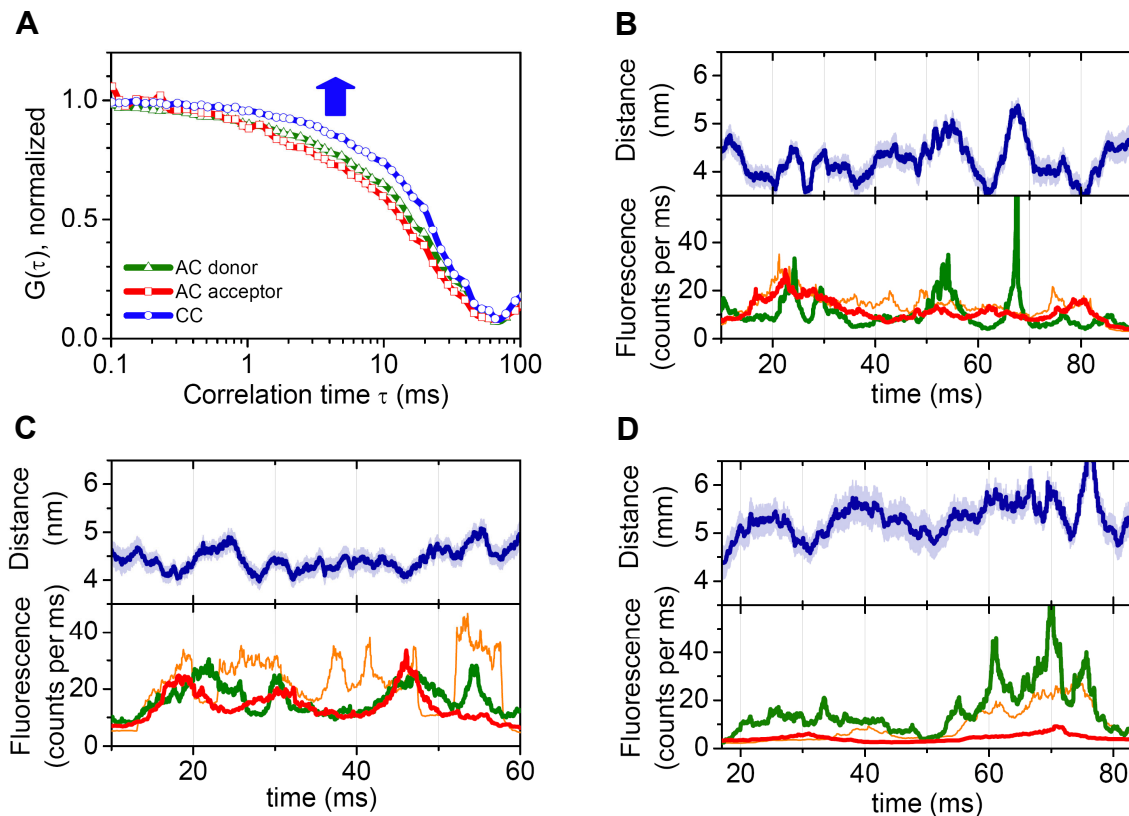 A
G(τ), normalized
1.0
0.5
0.0
AC donor
AC acceptor
CC
0.1
1
10
100
Correlation time τ (ms)
B
Distance
(nm)
6
5
4
Fluorescence
(counts per ms)
40
20
0
20
40
60
80
time (ms)
C
Distance
(nm)
6
5
4
Fluorescence
(counts per ms)
40
20
0
20
40
60
time (ms)
D
Distance
(mm)
6
5
4
Fluorescence
(counts per ms)
40
20
0
20
40
60
80
time (ms)